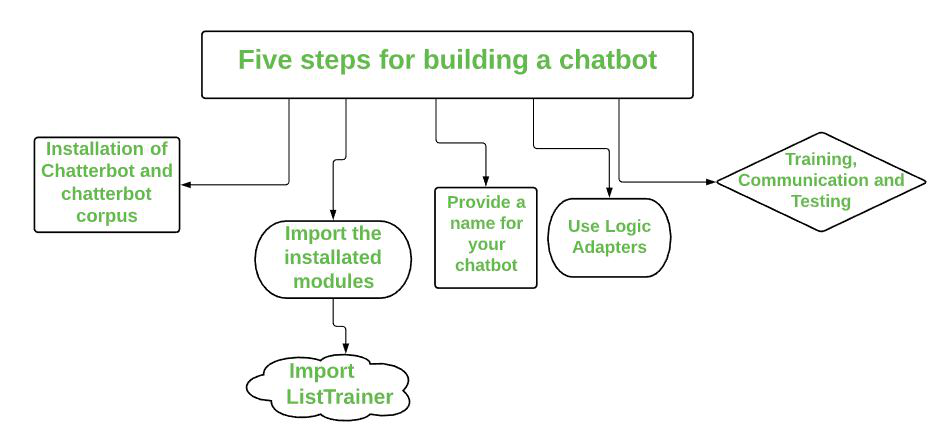 Five steps for building a chatbot
Installation of
Chatterbot and
chatterbot
corpus
Import the
installated
modules
Provide a
name for
your
chatbot
Use Logic
Adapters
Training,
Communication and
Testing
Import
ListTrainer